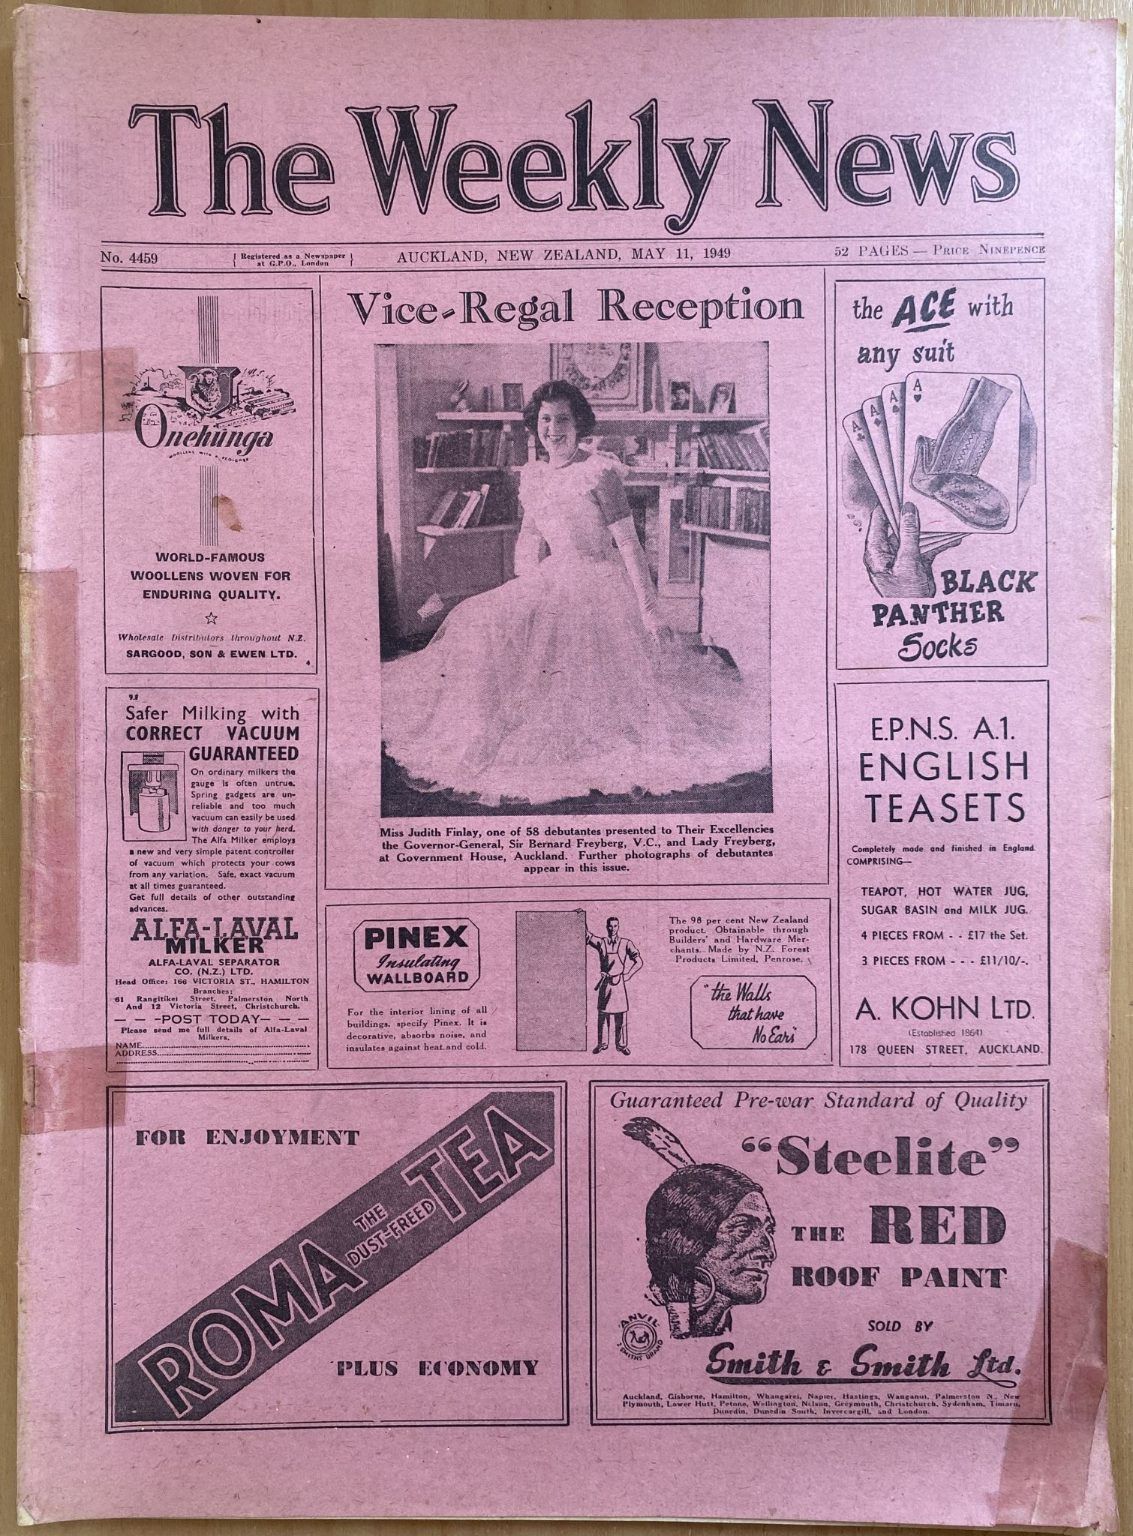 The Weekly News
No. 4459
Registered as a Newspaper
at G.P.O., London
AUCKLAND, NEW ZEALAND, MAY 11, 1949
52 PAGES — PRICE NINEPENCE
Onehunga
WORLD-FAMOUS
WOOLLENS WOVEN FOR
ENDURING QUALITY.
Wholesale Distributors throughout N.Z.
SARGOOD, SON & EWEN LTD.
Safer Milking with
CORRECT VACUUM
GUARANTEED
On ordinary milkers the
gauge is often untrue.
Spring gadgets are un-
reliable and too much
vacuum can easily be used
with danger to your herd.
The Alfa Milker employs
a new and very simple patent controller
of vacuum which protects your cows
from any variation. Safe, exact vacuum
at all times guaranteed.
Get full details of other outstanding
advances.
ALFA-LAVAL
MILKER
ALFA-LAVAL SEPARATOR
CO. (N.Z.) LTD.
Head Office: 166 VICTORIA ST., HAMILTON
Branches:
61 Rangitikei Street, Palmerston North
And 12 Victoria Street, Christchurch.
— — -POST TODAY— — —
Please send me full details of Alfa-Laval
Milkers.
NAME
ADDRESS
Vice-Regal Reception
Miss Judith Finlay, one of 58 debutantes presented to Their Excellencies
the Governor-General, Sir Bernard Freyberg, V.C., and Lady Freyberg,
at Government House, Auckland. Further photographs of debutantes
appear in this issue.
PINEX
Insulating
WALLBOARD
For the interior lining of all
buildings, specify Pinex. It is
decorative, absorbs noise, and
insulates against heat and cold.
The 98 per cent New Zealand
product. Obtainable through
Builders' and Hardware Mer-
chants. Made by N.Z. Forest
Products Limited, Penrose.
"the Walls
that have
No Ears"
the ACE with
any suit
A
A
A
A
BLACK
PANTHER
Socks
E.P.N.S. A.1.
ENGLISH
TEASETS
Completely made and finished in England
COMPRISING—
TEAPOT, HOT WATER JUG,
SUGAR BASIN and MILK JUG.
4 PIECES FROM - - £17 the Set.
3 PIECES FROM - - - £11/10/-.
A. KOHN LTD.
(Established 1864)
178 QUEEN STREET, AUCKLAND.
FOR ENJOYMENT
ROMA THE DUST-FREED TEA
PLUS ECONOMY
Guaranteed Pre-war Standard of Quality
"Steelite"
THE RED
ROOF PAINT
ANVIL
SOLD BY
Smith & Smith Ltd.
Auckland, Gisborne, Hamilton, Whangarei, Napier, Hastings, Wanganui, Palmerston N., New
Plymouth, Lower Hutt, Petone, Wellington, Nelson, Greymouth, Christchurch, Sydenham, Timaru,
Dunedin, Dunedin South, Invercargill, and London.